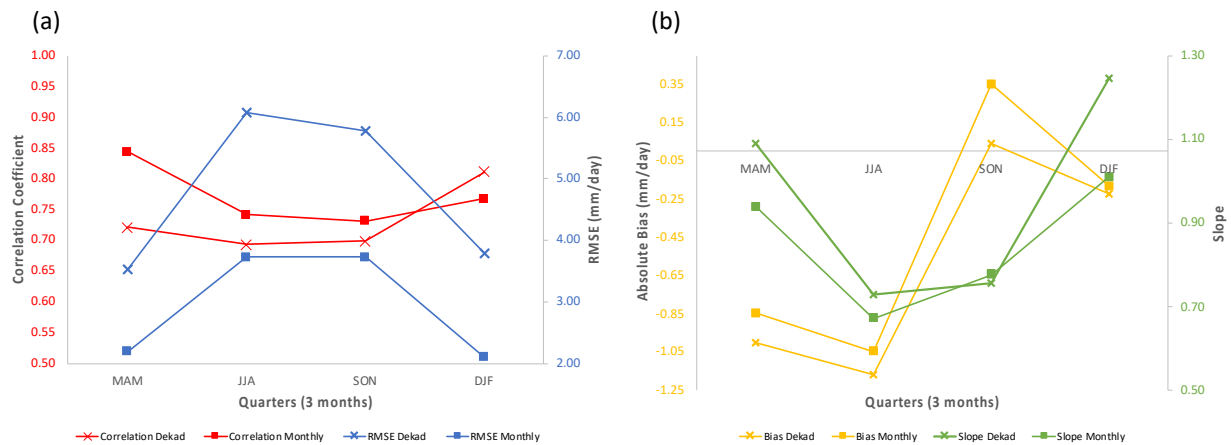 (a)
1.00
0.95
0.90
0.85
0.80
0.75
0.70
0.65
0.60
0.55
0.50
Correlation Coefficient
7.00
6.00
5.00
4.00
3.00
2.00
RMSE (mm/day)
MAM JJA SON DJF
Quarters (3 months)
Correlation Dekad Correlation Monthly RMSE Dekad RMSE Monthly
(b)
0.35
0.15
-0.05
-0.25
-0.45
-0.65
-0.85
-1.05
-1.25
Absolute Bias (mm/day)
1.30
1.10
0.90
0.70
0.50
Slope
MAM JJA SON DJF
Quarters (3 months)
Bias Dekad Bias Monthly Slope Dekad Slope Monthly